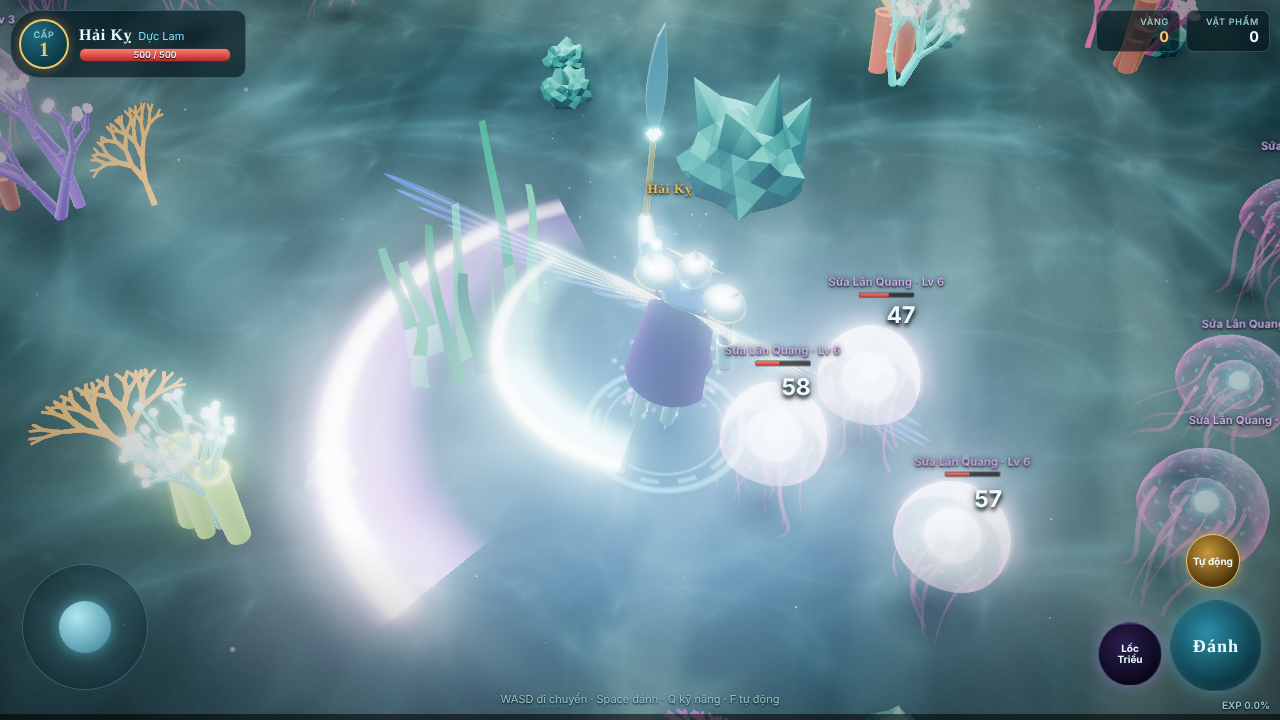 v 3
CẤP
1
Hải Kỵ Dực Lam
500 / 500
VÀNG
0
VẬT PHẨM
0
Hải Kỵ
Sứa
Sứa Lân Quang · Lv 6
47
Sứa Lân Quang
Sứa Lân Quang · Lv 6
58
Sứa Lân Quang ·
Sứa Lân Quang · Lv 6
57
Tự động
Đánh
Lốc
Triều
WASD di chuyển · Space đánh · Q kỹ năng · F tự động
EXP 0.0%